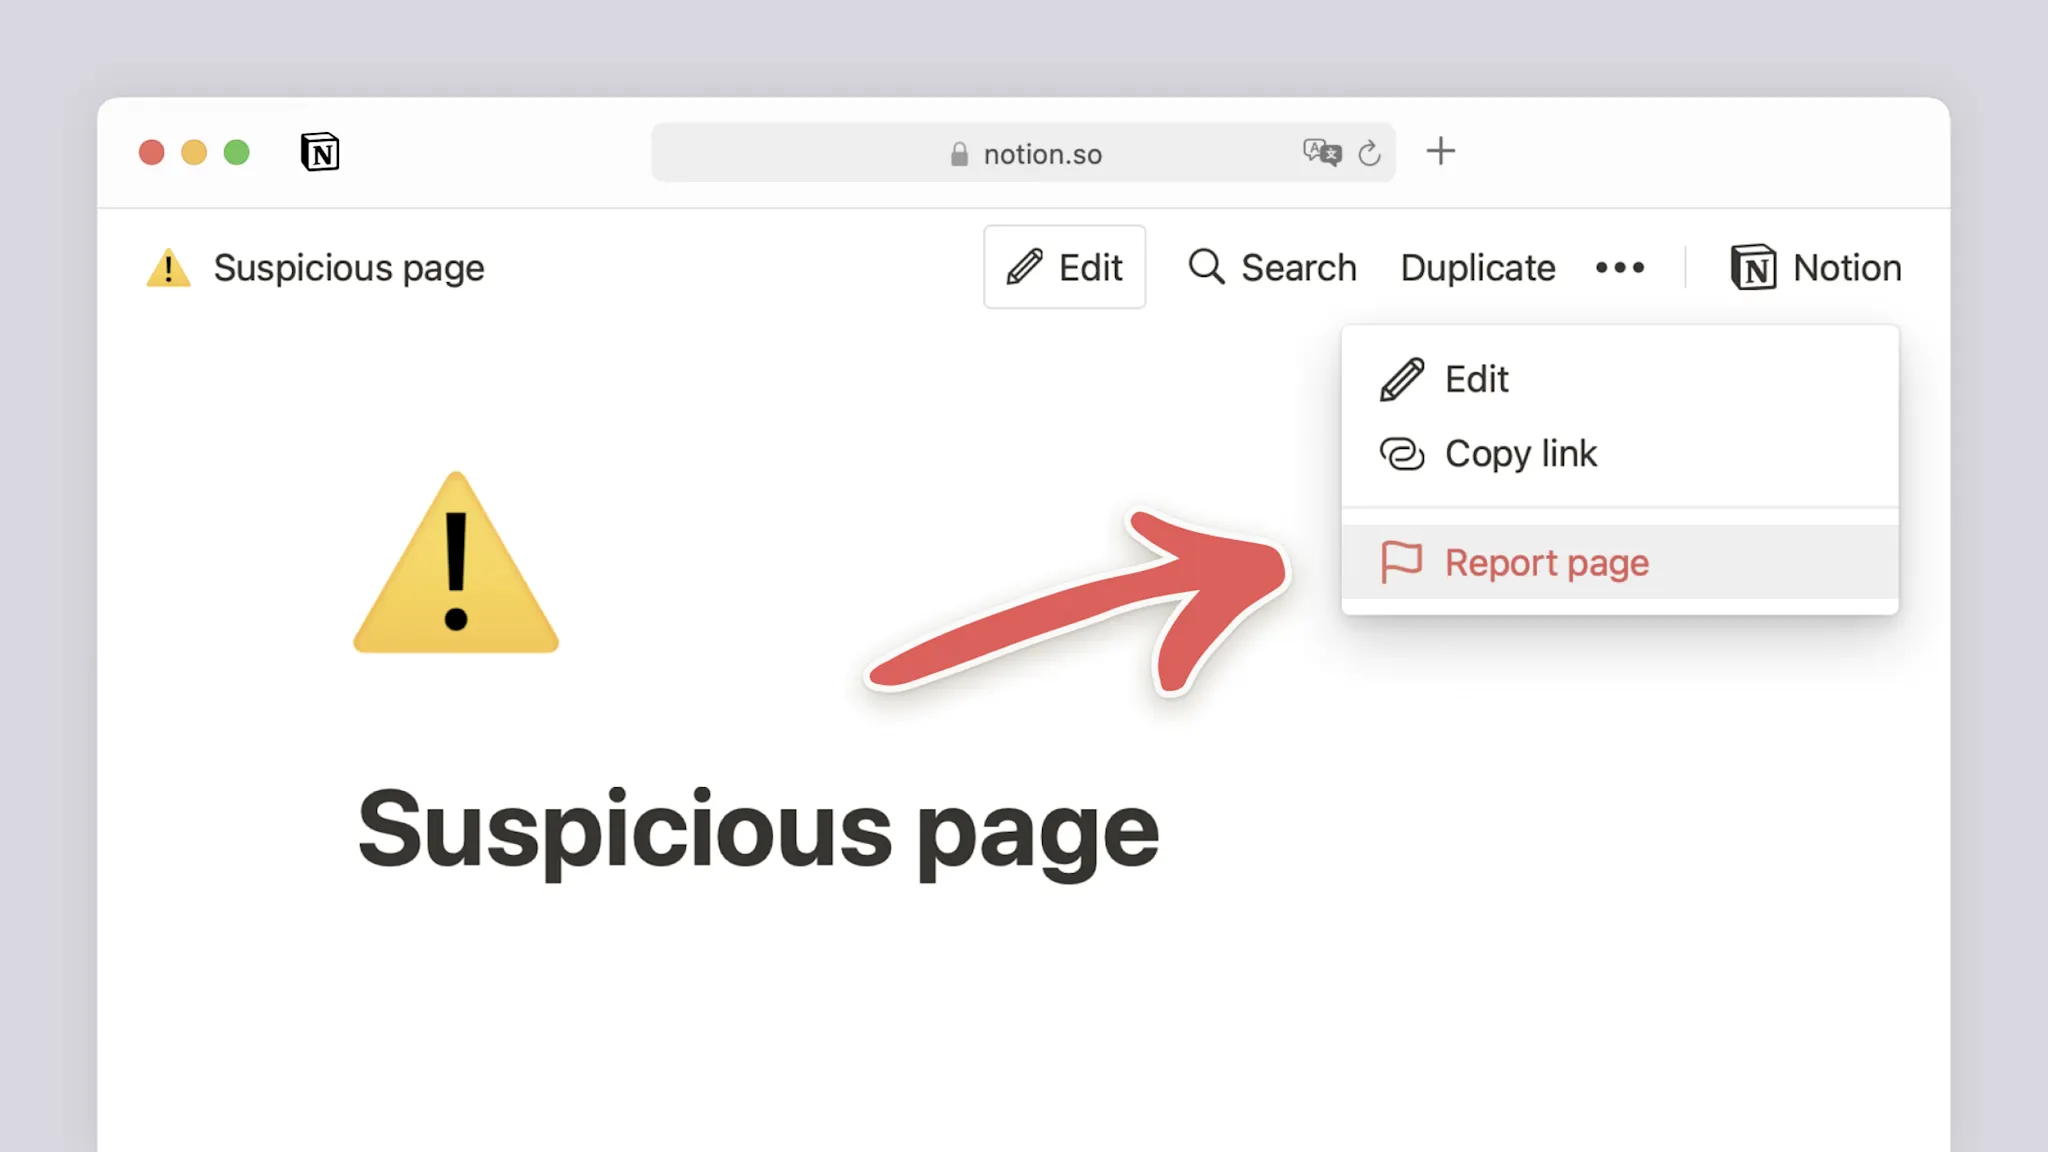 notion.so
Suspicious page
Edit
Search
Duplicate
Notion
Edit
Copy link
Report page
Suspicious page